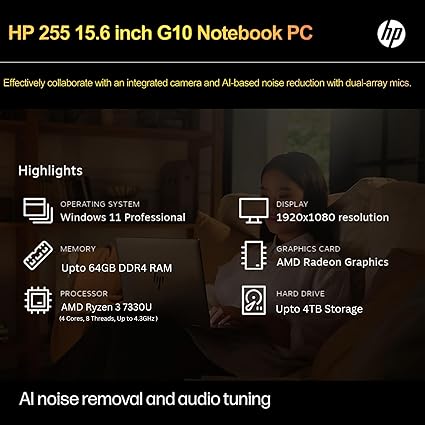 HP 255 15.6 inch G10 Notebook PC
hp
Effectively collaborate with an integrated camera and AI-based noise reduction with dual-array mics.
Highlights
OPERATING SYSTEM
Windows 11 Professional
DISPLAY
1920x1080 resolution
MEMORY
Upto 64GB DDR4 RAM
GRAPHICS CARD
AMD Radeon Graphics
PROCESSOR
AMD Ryzen 3 7330U
(4 Cores, 8 Threads, Up to 4.3GHz )
HARD DRIVE
Upto 4TB Storage
AI noise removal and audio tuning